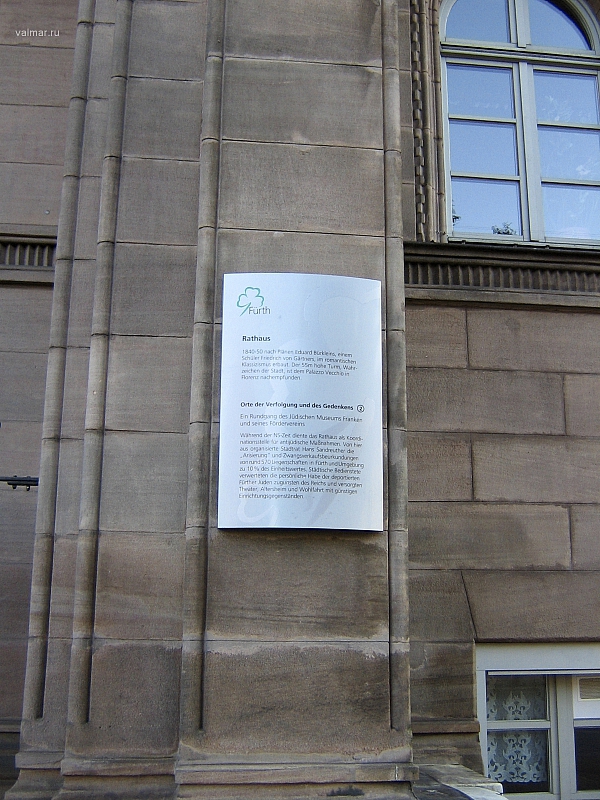 valmar.ru
Fürth
Rathaus
1840-50 nach Plänen Eduard Bürkleins, einem
Schüler Friedrich von Gärtners, im romantischen
Klassizismus erbaut. Der 55m hohe Turm, Wahr-
zeichen der Stadt, ist dem Palazzo Vecchio in
Florenz nachempfunden.
Orte der Verfolgung und des Gedenkens 2
Ein Rundgang des Jüdischen Museums Franken
und seines Fördervereins
Während der NS-Zeit diente das Rathaus als Koordi-
nationsstelle für antijüdische Maßnahmen. Von hier
aus organisierte Stadtrat Hans Sandreuther die
„Arisierung" und Zwangsverkaufsbeurkundungen
von rund 570 Liegenschaften in Fürth und Umgebung
zu 10 % des Einheitswertes. Städtische Bedienstete
verwerteten die persönliche Habe der deportierten
Fürther Juden zugunsten des Reichs und versorgten
Theater, Altersheim und Wohlfahrt mit günstigen
Einrichtungsgegenständen.